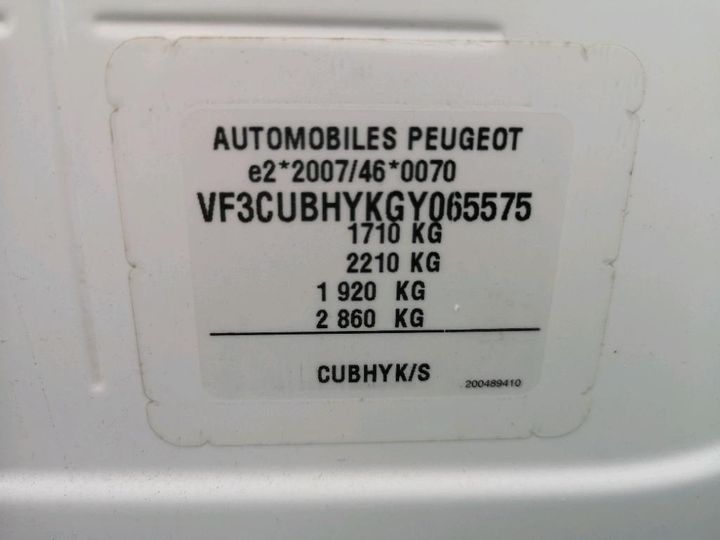 AUTOMOBILES PEUGEOT
e2*2007/46*0070
VF3CUBHYKGY065575
1710 KG
2210 KG
1 920 KG
2 860 KG
CUBHYK/S
200489410